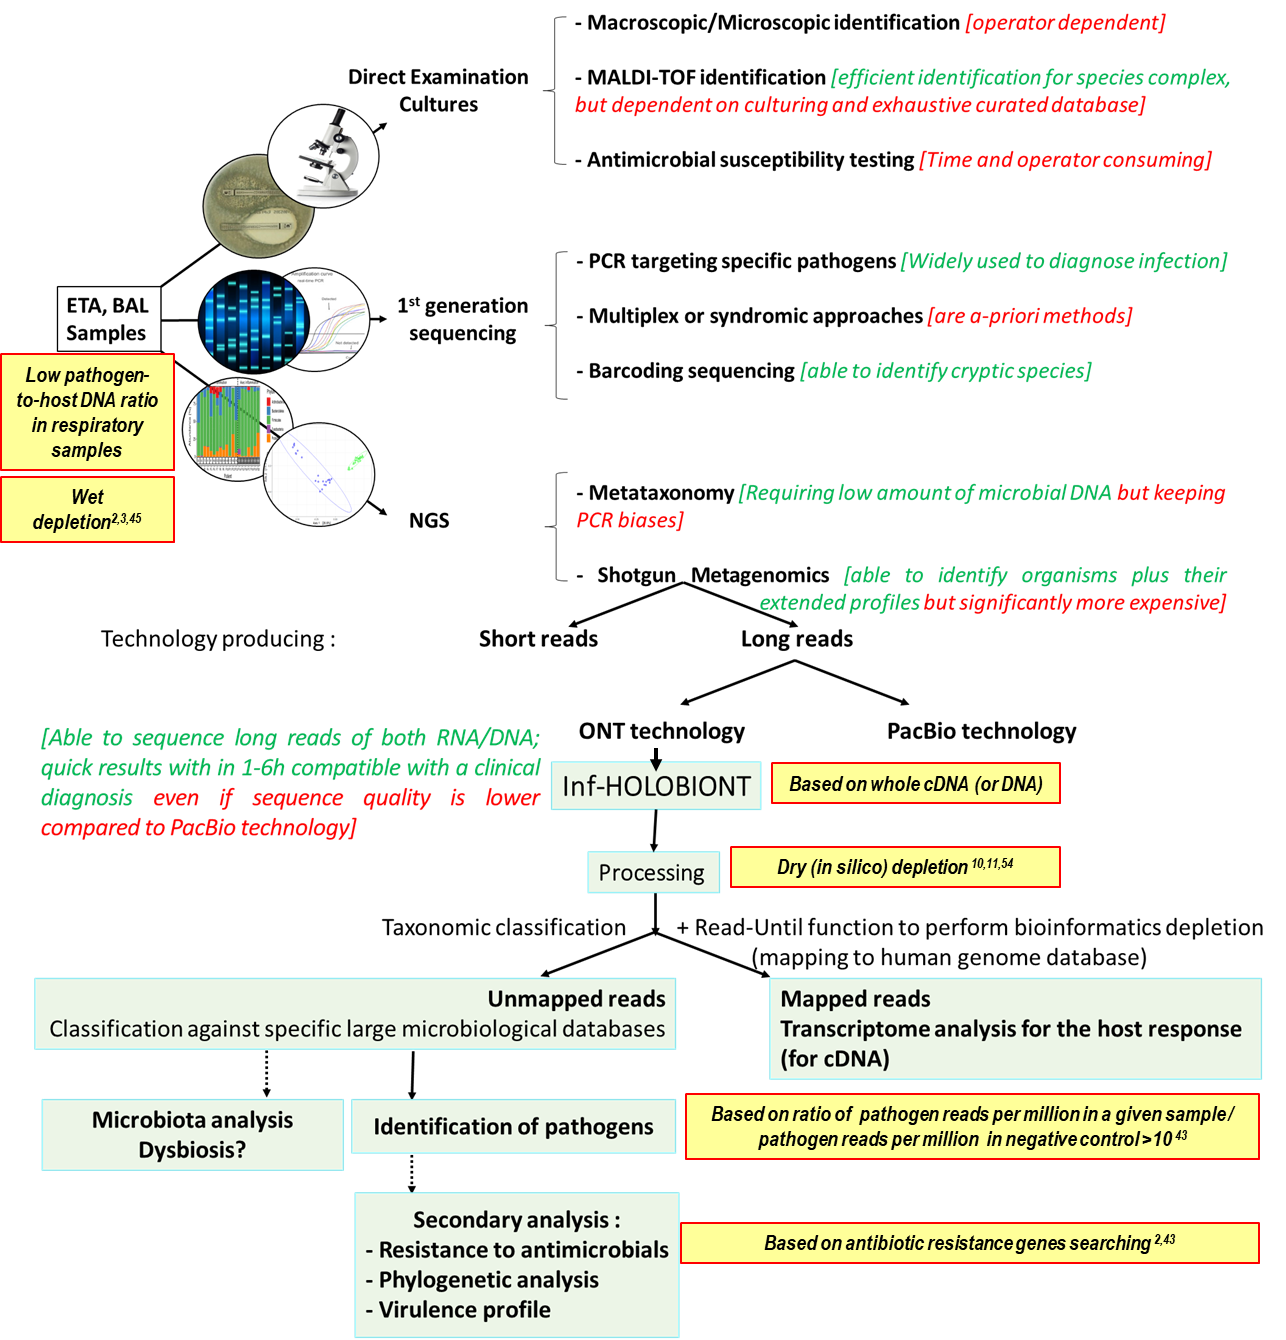 - Macroscopic/Microscopic identification [operator dependent]
Direct Examination
Cultures
- MALDI-TOF identification [efficient identification for species complex,
but dependent on culturing and exhaustive curated database]
- Antimicrobial susceptibility testing [Time and operator consuming]
ETA, BAL
Samples
1st generation
sequencing
- PCR targeting specific pathogens [Widely used to diagnose infection]
- Multiplex or syndromic approaches [are a-priori methods]
- Barcoding sequencing [able to identify cryptic species]
Low pathogen-
to-host DNA ratio
in respiratory
samples
Wet
depletion2,3,45
NGS
- Metataxonomy [Requiring low amount of microbial DNA but keeping
PCR biases]
- Shotgun Metagenomics [able to identify organisms plus their
extended profiles but significantly more expensive]
Technology producing :
Short reads
Long reads
ONT technology
PacBio technology
[Able to sequence long reads of both RNA/DNA;
quick results with in 1-6h compatible with a clinical
diagnosis even if sequence quality is lower
compared to PacBio technology]
Inf-HOLOBIONT
Based on whole cDNA (or DNA)
Processing
Dry (in silico) depletion 10,11,54
Taxonomic classification
+ Read-Until function to perform bioinformatics depletion
(mapping to human genome database)
Unmapped reads
Classification against specific large microbiological databases
Mapped reads
Transcriptome analysis for the host response
(for cDNA)
Microbiota analysis
Dysbiosis?
Identification of pathogens
Based on ratio of pathogen reads per million in a given sample/
pathogen reads per million in negative control >10 43
Secondary analysis :
- Resistance to antimicrobials
- Phylogenetic analysis
- Virulence profile
Based on antibiotic resistance genes searching 2,43